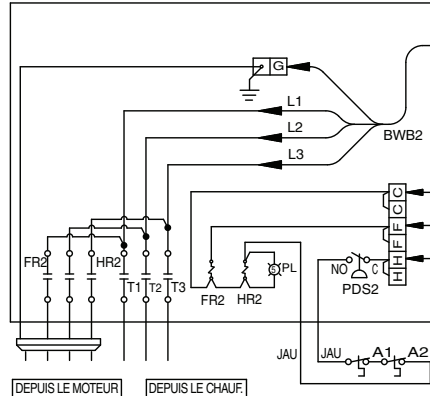 G
L1
L2
BWB2
L3
C
C
F
F
H
H
FR2
HR2
T1
T2
T3
FR2
HR2
PL
NO
C
PDS2
JAU
JAU
A1
A2
DEPUIS LE MOTEUR
DEPUIS LE CHAUF.